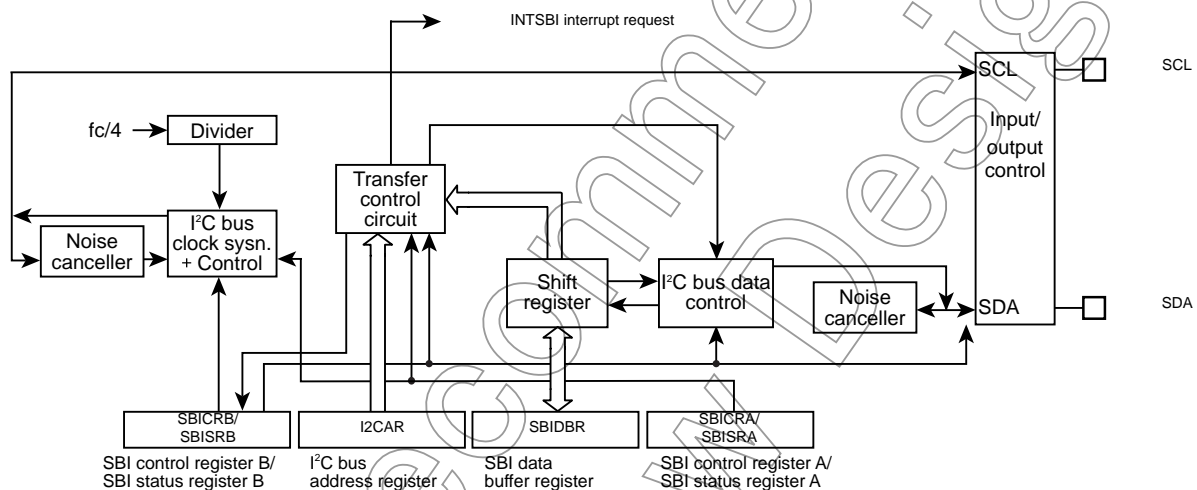 INTSBI interrupt request
SCL
SCL
fc/4
Divider
Input/
output
control
Transfer
control
circuit
I²C bus
clock sysn.
+ Control
Noise
canceller
Shift
register
I²C bus data
control
Noise
canceller
SDA
SDA
SBICRB/
SBISRB
I2CAR
SBIDBR
SBICRA/
SBISRA
SBI control register B/
SBI status register B
I²C bus
address register
SBI data
buffer register
SBI control register A/
SBI status register A